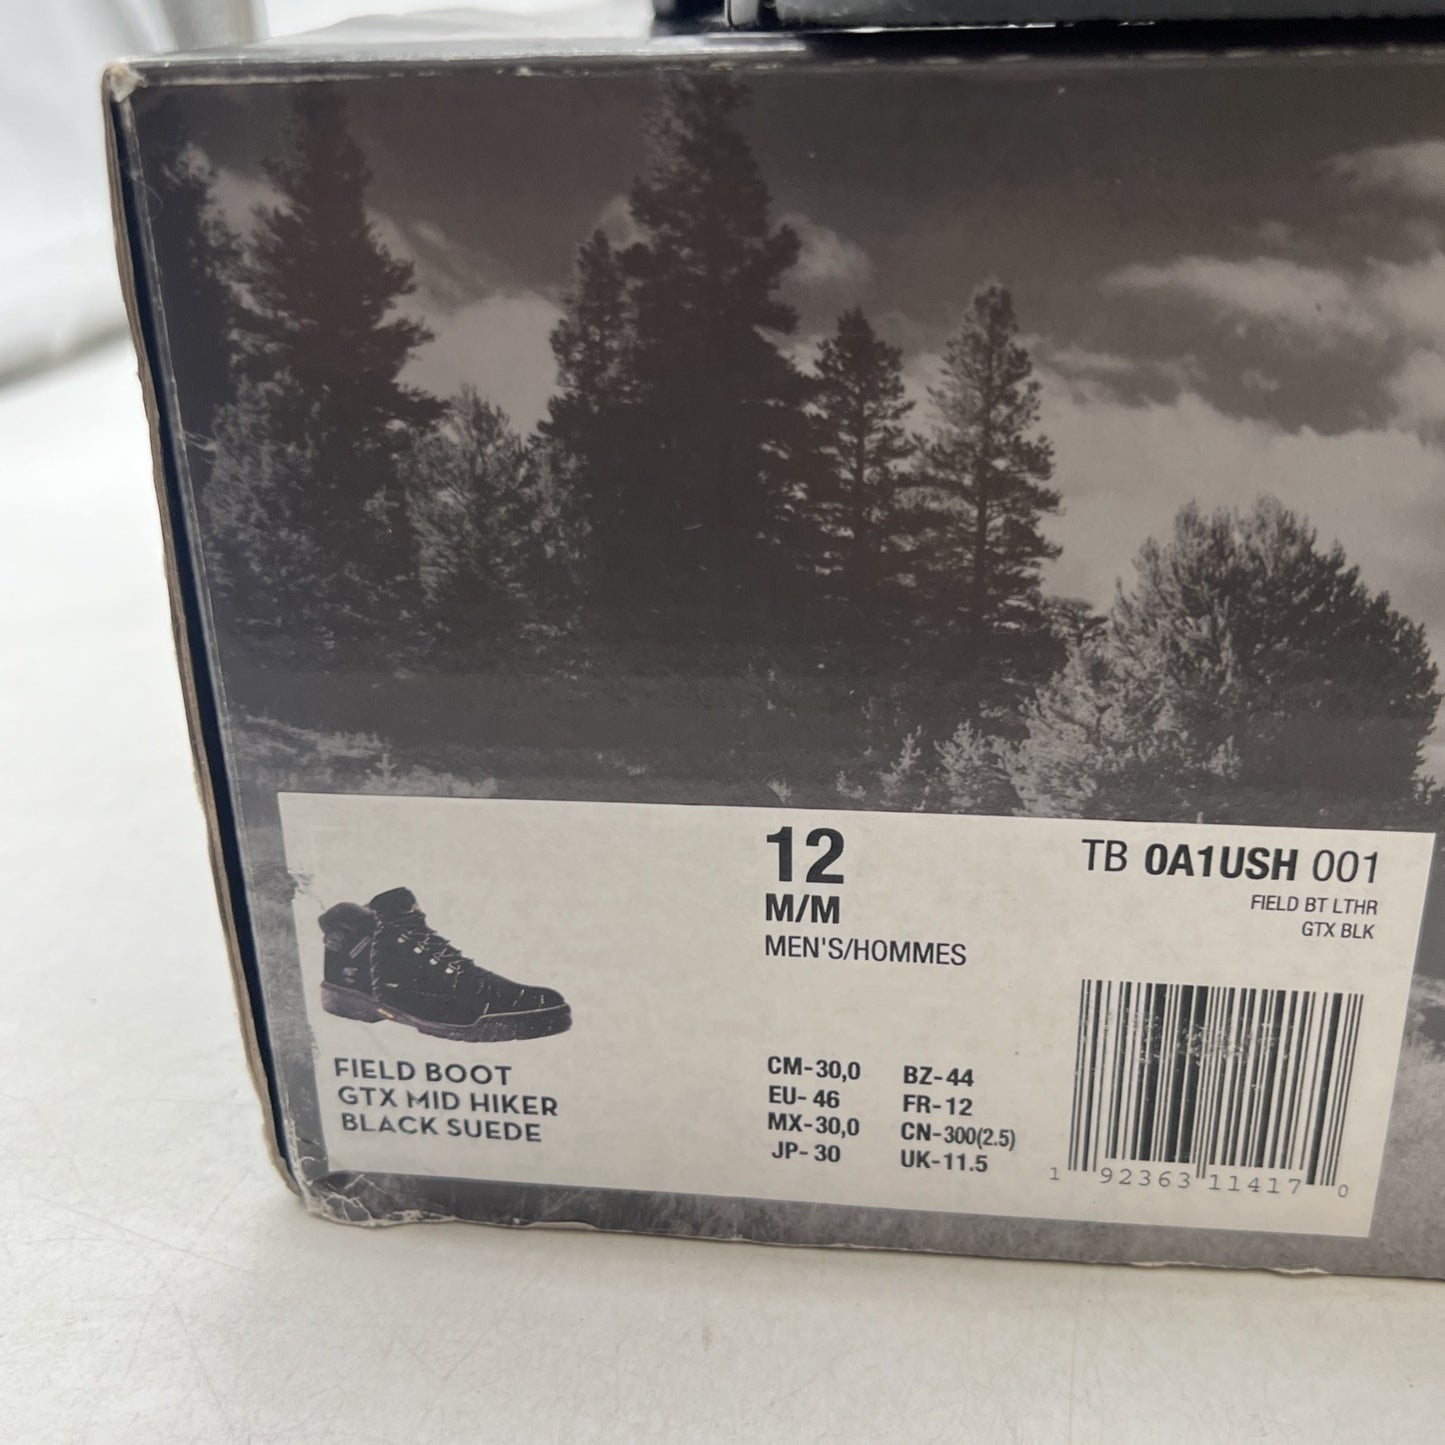 12
M/M
MEN'S/HOMMES
TB 0A1USH 001
FIELD BT LTHR
GTX BLK
FIELD BOOT
GTX MID HIKER
BLACK SUEDE
CM-30,0 BZ-44
EU- 46 FR-12
MX-30,0 CN-300(2.5)
JP- 30 UK-11.5
1 92363 11417 0